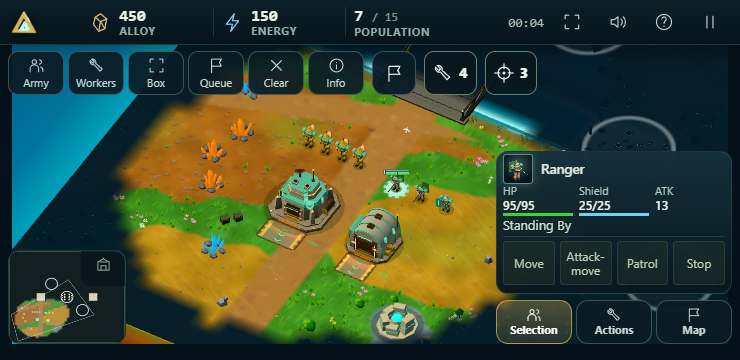 450
ALLOY
150
ENERGY
7 / 15
POPULATION
00:04
Army
Workers
Box
Queue
Clear
Info
4
3
Ranger
HP
Shield
ATK
95/95
25/25
13
Standing By
Move
Attack-
move
Patrol
Stop
Selection
Actions
Map